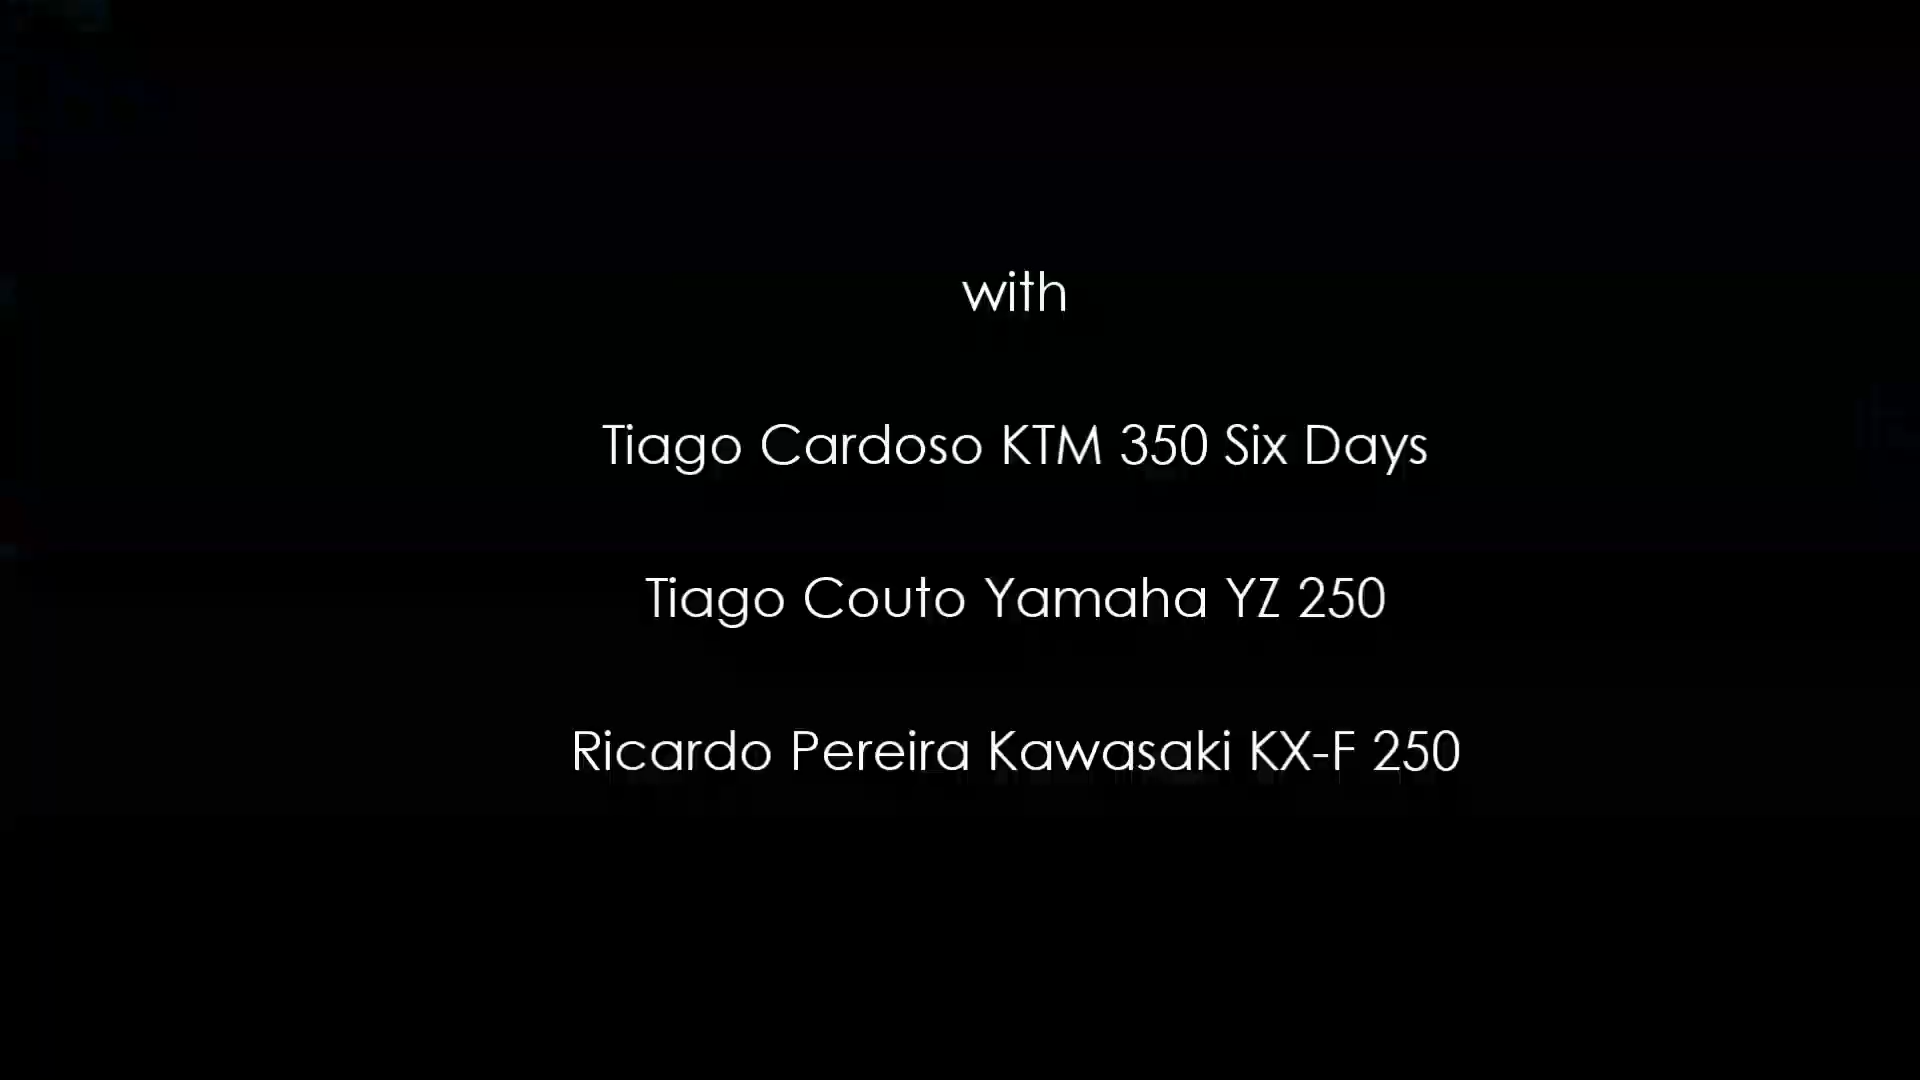 with
Tiago Cardoso KTM 350 Six Days
Tiago Couto Yamaha YZ 250
Ricardo Pereira Kawasaki KX-F 250